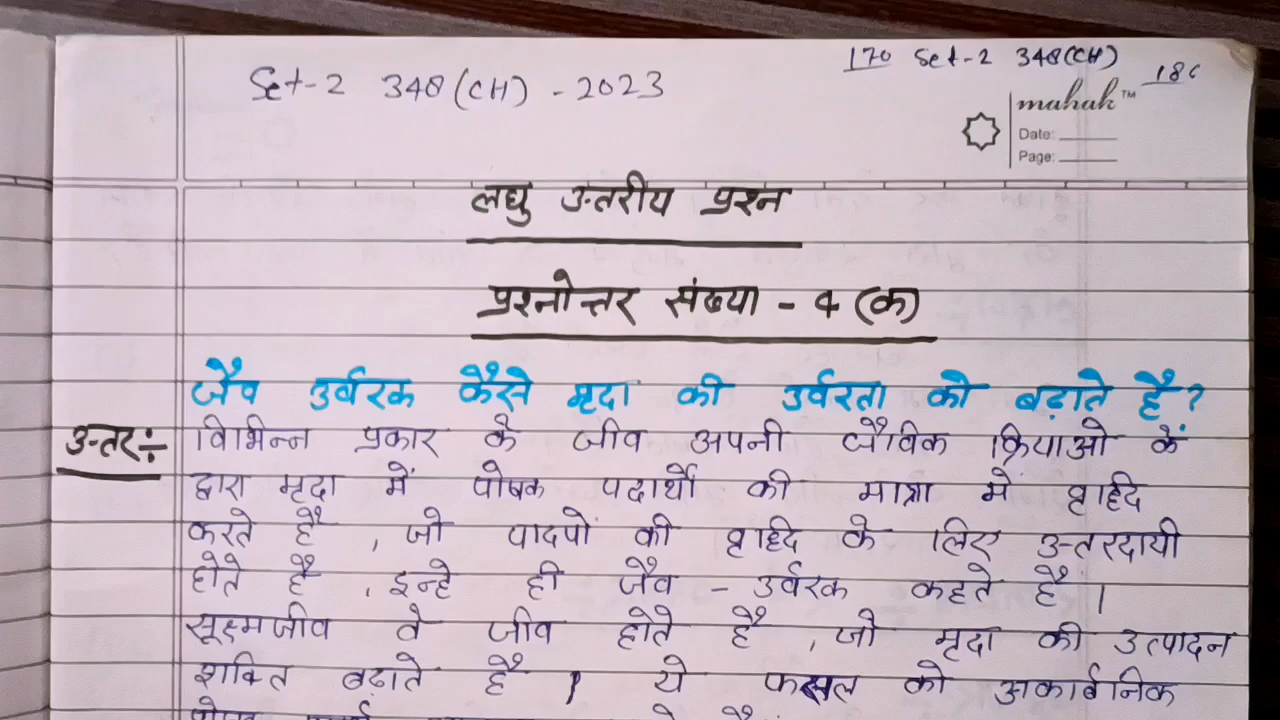 170 Set-2 348(CH) 186
Set-2 348(CH) - 2023
mahak™
Date:
Page:
लघु उत्तरीय प्रश्न
प्रश्नोत्तर संख्या - 4 (क)
जैव उर्वरक कैसे मृदा की उर्वरता को बढ़ाते है?
उत्तर:- विभिन्न प्रकार के जीव अपनी जैविक क्रियाओ के
द्वारा मृदा में पोषक पदार्थो की मात्रा में वृद्धि
करते है , जो पादपों की वृद्धि के लिए उत्तरदायी
होते है , इन्हे ही जैव - उर्वरक कहते है ।
सूक्ष्मजीव वे जीव होते है , जो मृदा की उत्पादन
शक्ति बढ़ाते है । ये फसल को अकार्बनिक